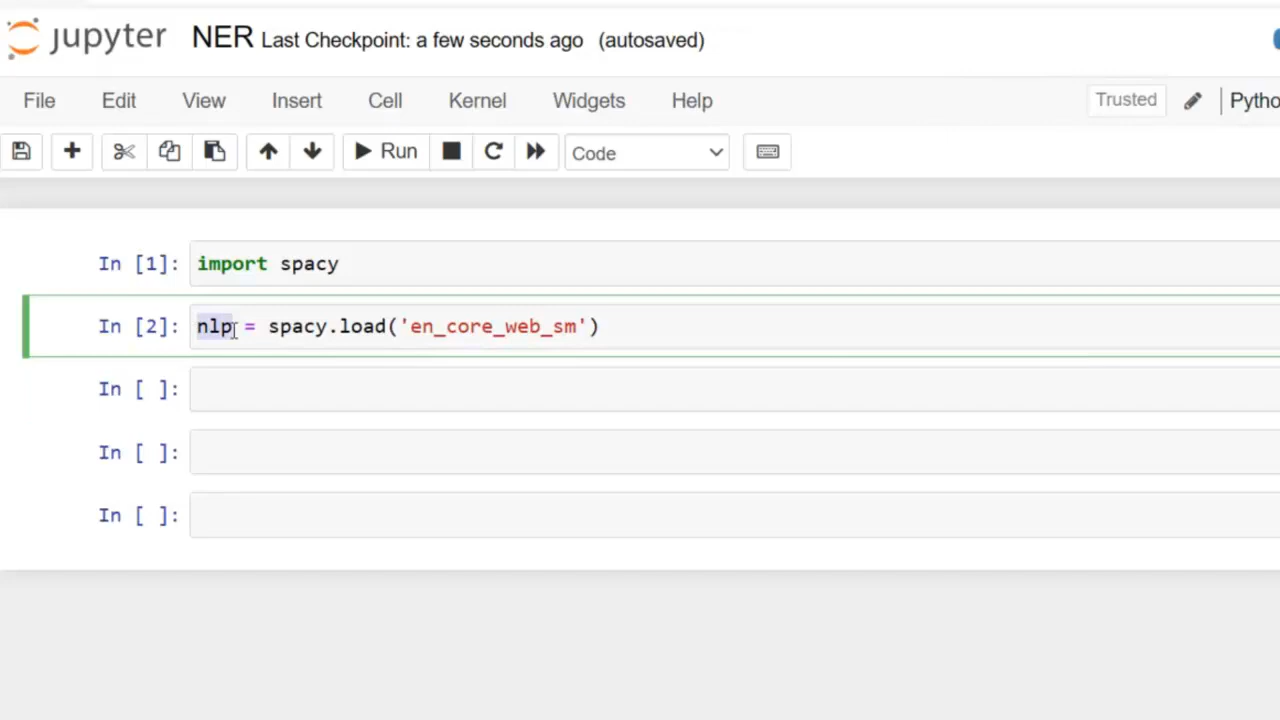 jupyter NER Last Checkpoint: a few seconds ago (autosaved)
File Edit View Insert Cell Kernel Widgets Help Trusted Pytho
Run Code
In [1]: import spacy
In [2]: nlp = spacy.load('en_core_web_sm')
In [ ]:
In [ ]:
In [ ]: